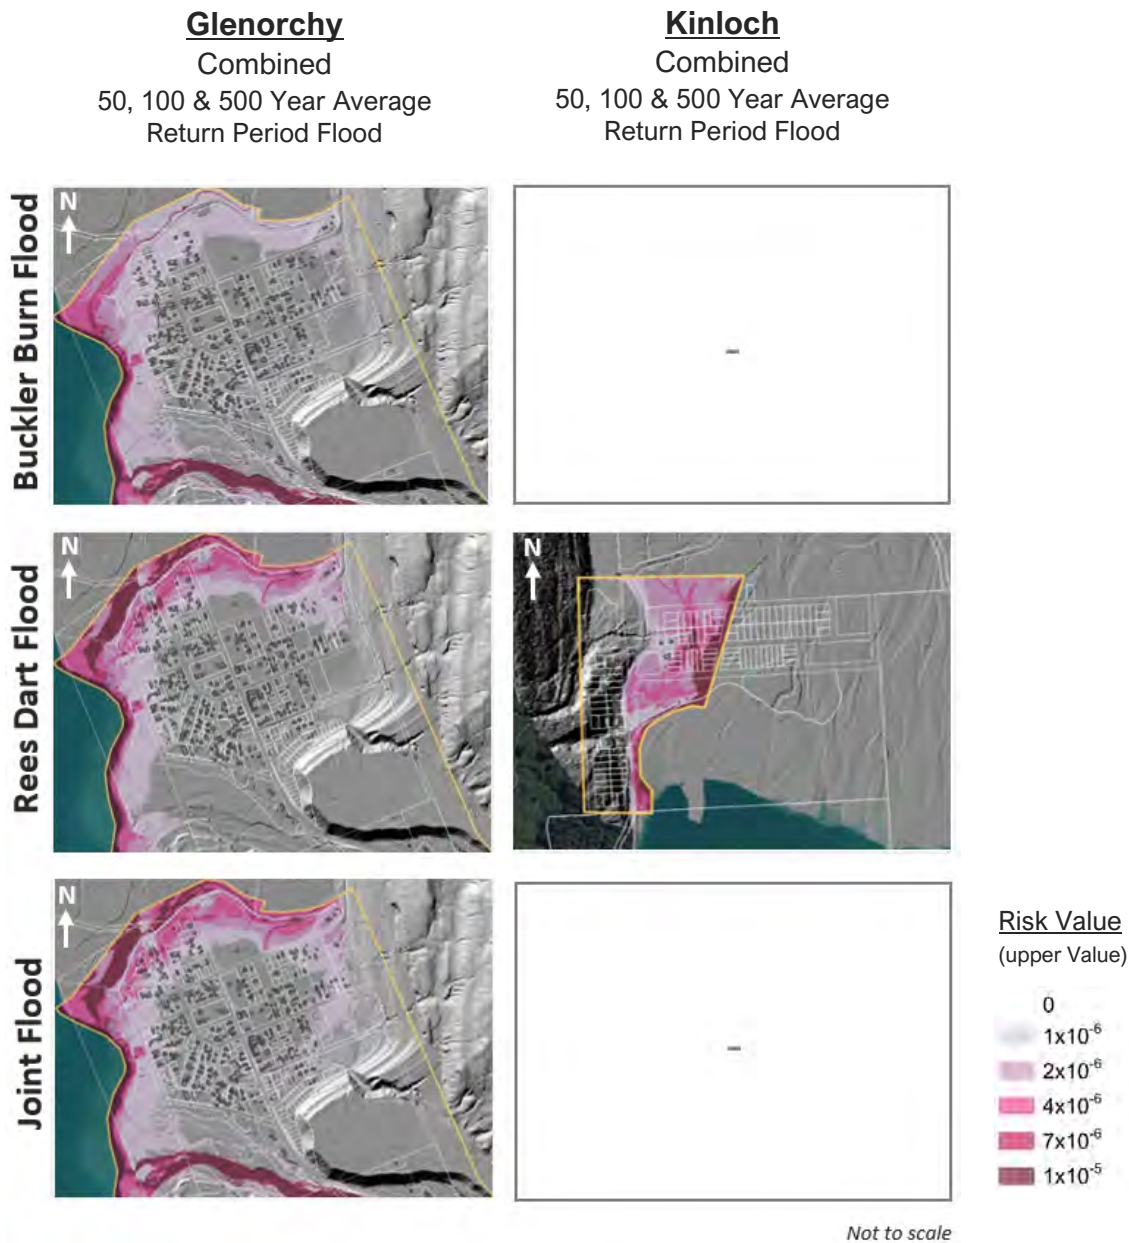 Glenorchy
Combined
50, 100 & 500 Year Average
Return Period Flood
Kinloch
Combined
50, 100 & 500 Year Average
Return Period Flood
Buckler Burn Flood
N
-
Rees Dart Flood
N
N
Joint Flood
N
-
Risk Value
(upper Value)
0
1x10⁻⁶
2x10⁻⁶
4x10⁻⁶
7x10⁻⁶
1x10⁻⁵
Not to scale